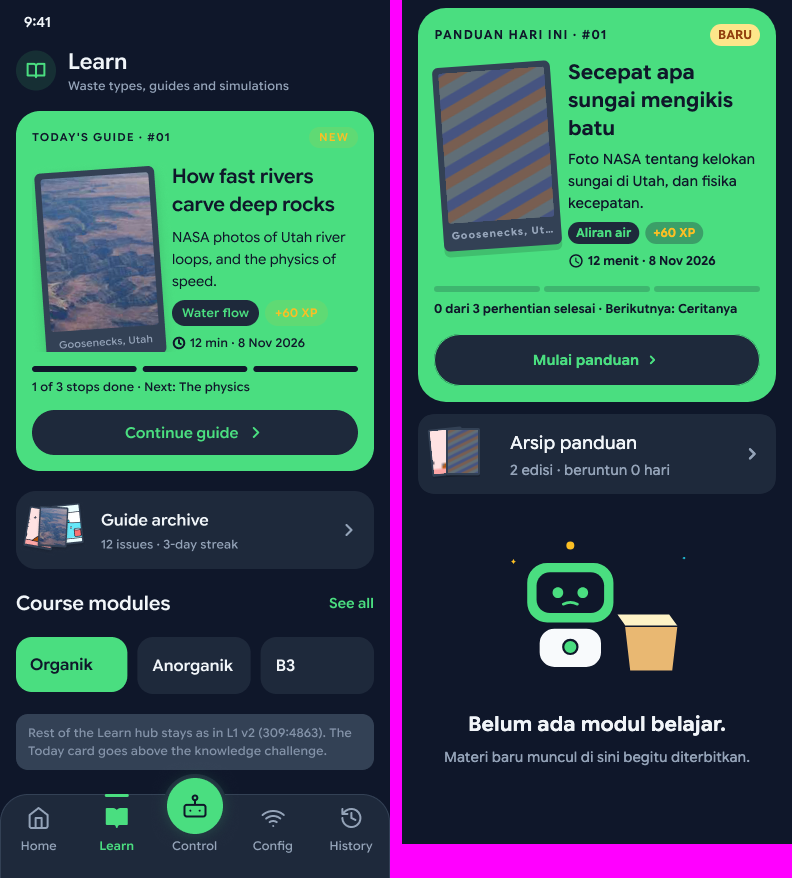 9:41
Learn
Waste types, guides and simulations
TODAY'S GUIDE · #01
NEW
How fast rivers
carve deep rocks
NASA photos of Utah river
loops, and the physics of
speed.
Goosenecks, Utah
Water flow
+60 XP
12 min · 8 Nov 2026
1 of 3 stops done · Next: The physics
Continue guide
Guide archive
12 issues · 3-day streak
Course modules
See all
Organik
Anorganik
B3
Rest of the Learn hub stays as in L1 v2 (309:4863). The
Today card goes above the knowledge challenge.
Home
Learn
Control
Config
History
PANDUAN HARI INI · #01
BARU
Secepat apa
sungai mengikis
batu
Foto NASA tentang kelokan
sungai di Utah, dan fisika
kecepatan.
Goosenecks, Ut…
Aliran air
+60 XP
12 menit · 8 Nov 2026
0 dari 3 perhentian selesai · Berikutnya: Ceritanya
Mulai panduan
Arsip panduan
2 edisi · beruntun 0 hari
Belum ada modul belajar.
Materi baru muncul di sini begitu diterbitkan.